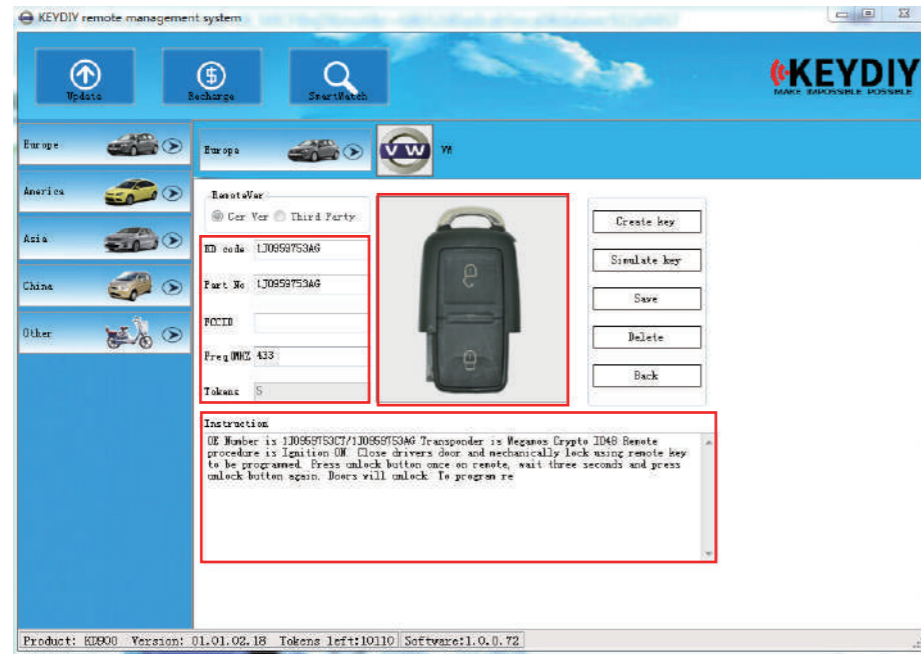 KEYDIY remote management system
Update
Recharge
SmartWatch
KEYDIY
MAKE IMPOSSIBLE POSSIBLE
Europe
Europe
VW
VW
America
RemoteVer
Ger Ver Third Party
Create key
Asia
KD code 1J0959753AG
Simulate key
China
Part No 1J0959753AG
Save
FCCID
Other
Delete
Freq(MHZ 433
Back
Tokens 5
Instruction
OE Number is 1J0959753CT/1J0959753AG Transponder is Megamos Crypto ID48 Remote
procedure is Ignition ON. Close drivers door and mechanically lock using remote key
to be programmed. Press unlock button once on remote, wait three seconds and press
unlock button again. Doors will unlock. To program re
Product: KD900 Version: 01.01.02.18 Tokens left:10110 Software:1.0.0.72